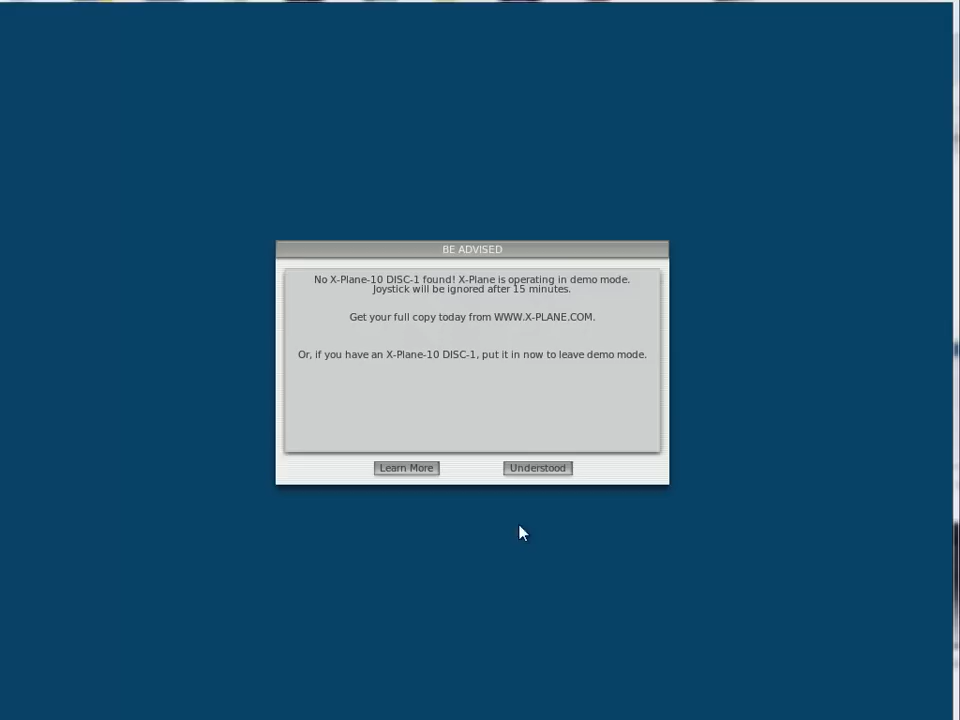 BE ADVISED
No X-Plane-10 DISC-1 found! X-Plane is operating in demo mode.
Joystick will be ignored after 15 minutes.
Get your full copy today from WWW.X-PLANE.COM.
Or, if you have an X-Plane-10 DISC-1, put it in now to leave demo mode.
Learn More
Understood